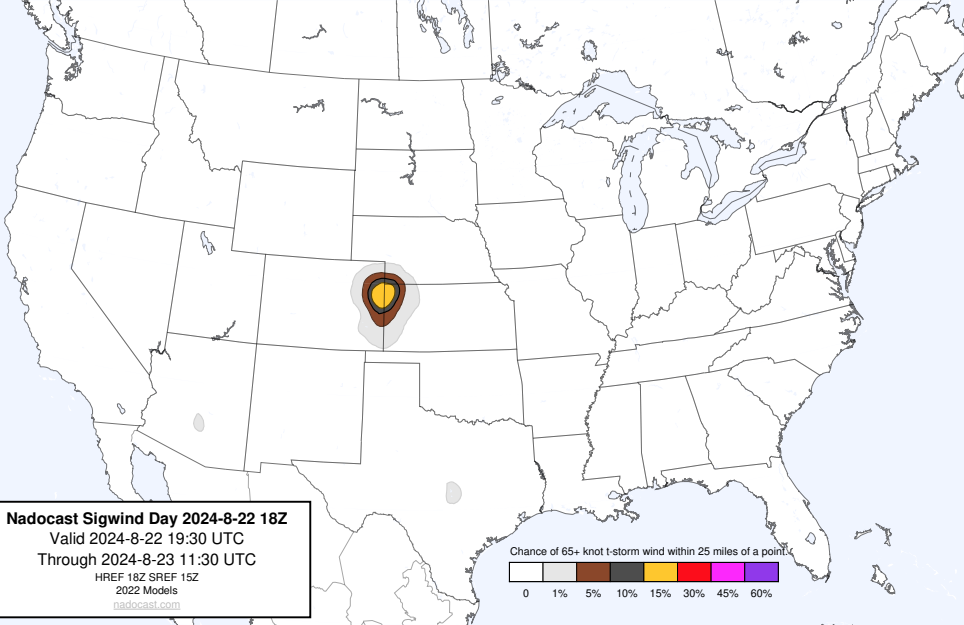 Nadocast Sigwind Day 2024-8-22 18Z
Valid 2024-8-22 19:30 UTC
Through 2024-8-23 11:30 UTC
HREF 18Z SREF 15Z
2022 Models
nadocast.com
Chance of 65+ knot t-storm wind within 25 miles of a point.
0 1% 5% 10% 15% 30% 45% 60%